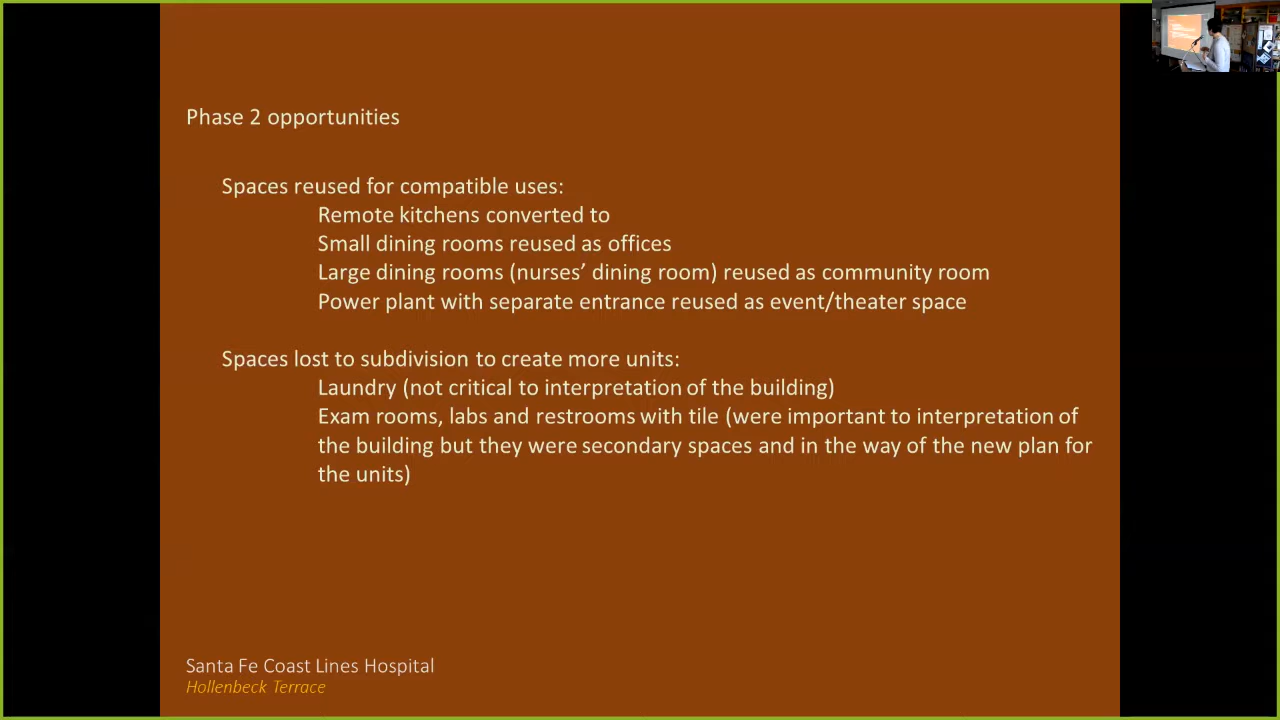 Phase 2 opportunities
Spaces reused for compatible uses:
Remote kitchens converted to
Small dining rooms reused as offices
Large dining rooms (nurses’ dining room) reused as community room
Power plant with separate entrance reused as event/theater space
Spaces lost to subdivision to create more units:
Laundry (not critical to interpretation of the building)
Exam rooms, labs and restrooms with tile (were important to interpretation of
the building but they were secondary spaces and in the way of the new plan for
the units)
Santa Fe Coast Lines Hospital
Hollenbeck Terrace